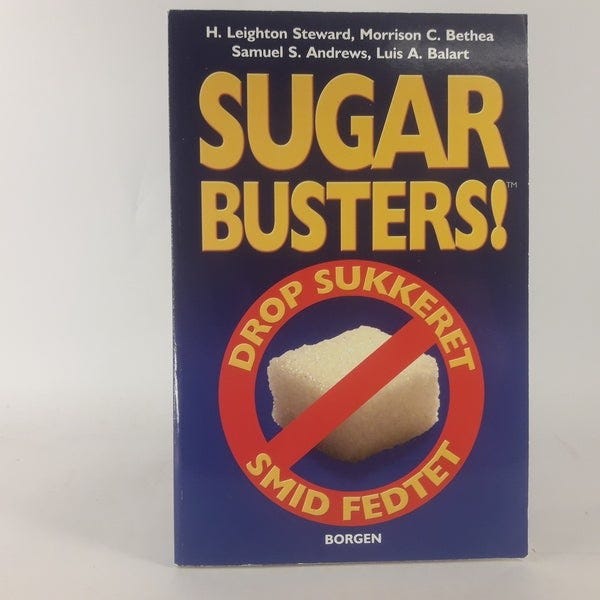 H. Leighton Steward, Morrison C. Bethea
Samuel S. Andrews, Luis A. Balart
SUGAR
BUSTERS!™
DROP SUKKERET
SMID FEDTET
BORGEN